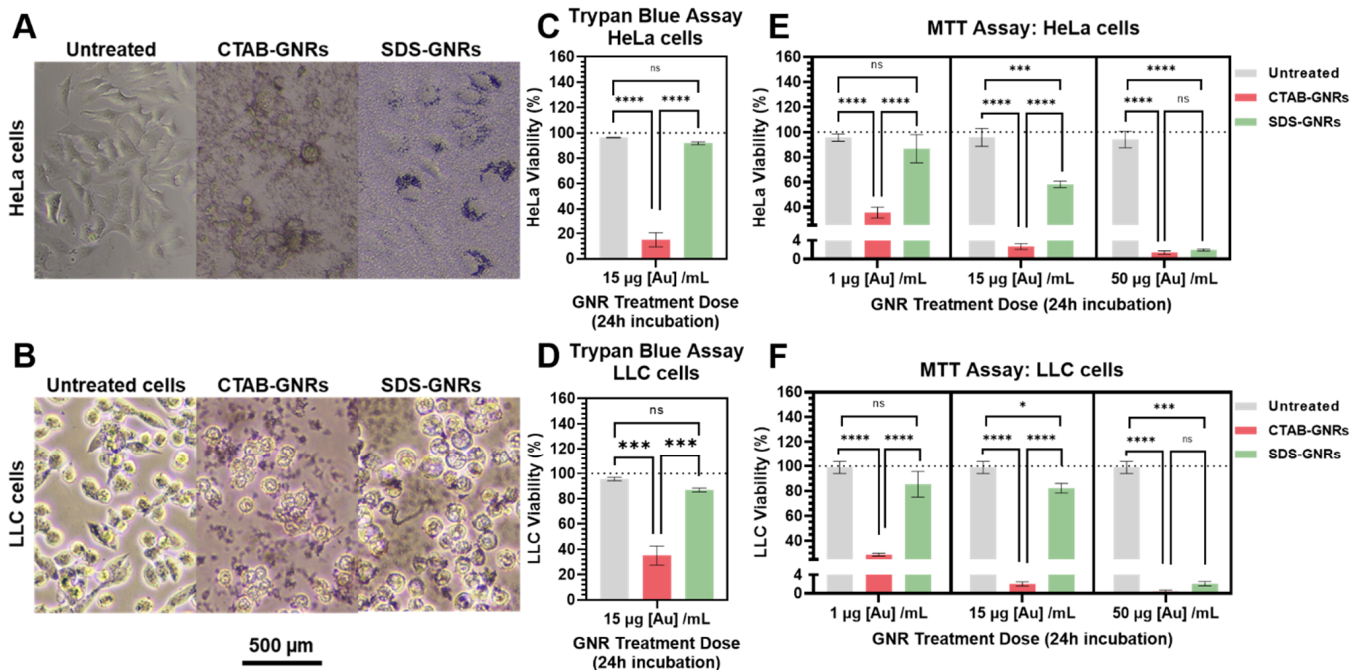 A
Untreated CTAB-GNRs SDS-GNRs
HeLa cells
B
Untreated cells CTAB-GNRs SDS-GNRs
LLC cells
500 µm
C Trypan Blue Assay
HeLa cells
HeLa Viability (%)
160
140
120
100
80
60
40
20
0
ns
**** ****
15 µg [Au] /mL
GNR Treatment Dose
(24h incubation)
D Trypan Blue Assay
LLC cells
LLC Viability (%)
160
140
120
100
80
60
40
20
0
ns
*** ***
15 µg [Au] /mL
GNR Treatment Dose
(24h incubation)
E MTT Assay: HeLa cells
HeLa Viability (%)
160
140
120
100
80
60
40
4
0
ns
**** ****
***
**** ****
****
**** ns
1 µg [Au] /mL 15 µg [Au] /mL 50 µg [Au] /mL
GNR Treatment Dose (24h incubation)
Untreated
CTAB-GNRs
SDS-GNRs
F MTT Assay: LLC cells
LLC Viability (%)
160
140
120
100
80
60
40
4
0
ns
**** ****
*
**** ****
***
**** ns
1 µg [Au] /mL 15 µg [Au] /mL 50 µg [Au] /mL
GNR Treatment Dose (24h incubation)
Untreated
CTAB-GNRs
SDS-GNRs